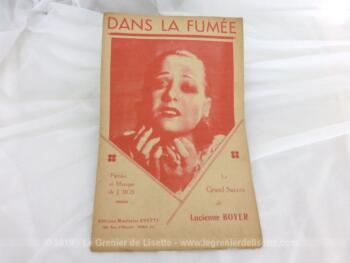 DANS LA FUMÉE
Paroles
et Musique
de J. BOS
Le
Grand Succès
de
Lucienne BOYER
Editions Musicales EVETTE
©2019 - Le Grenier de Lisette - www.legrenierdelisette.com